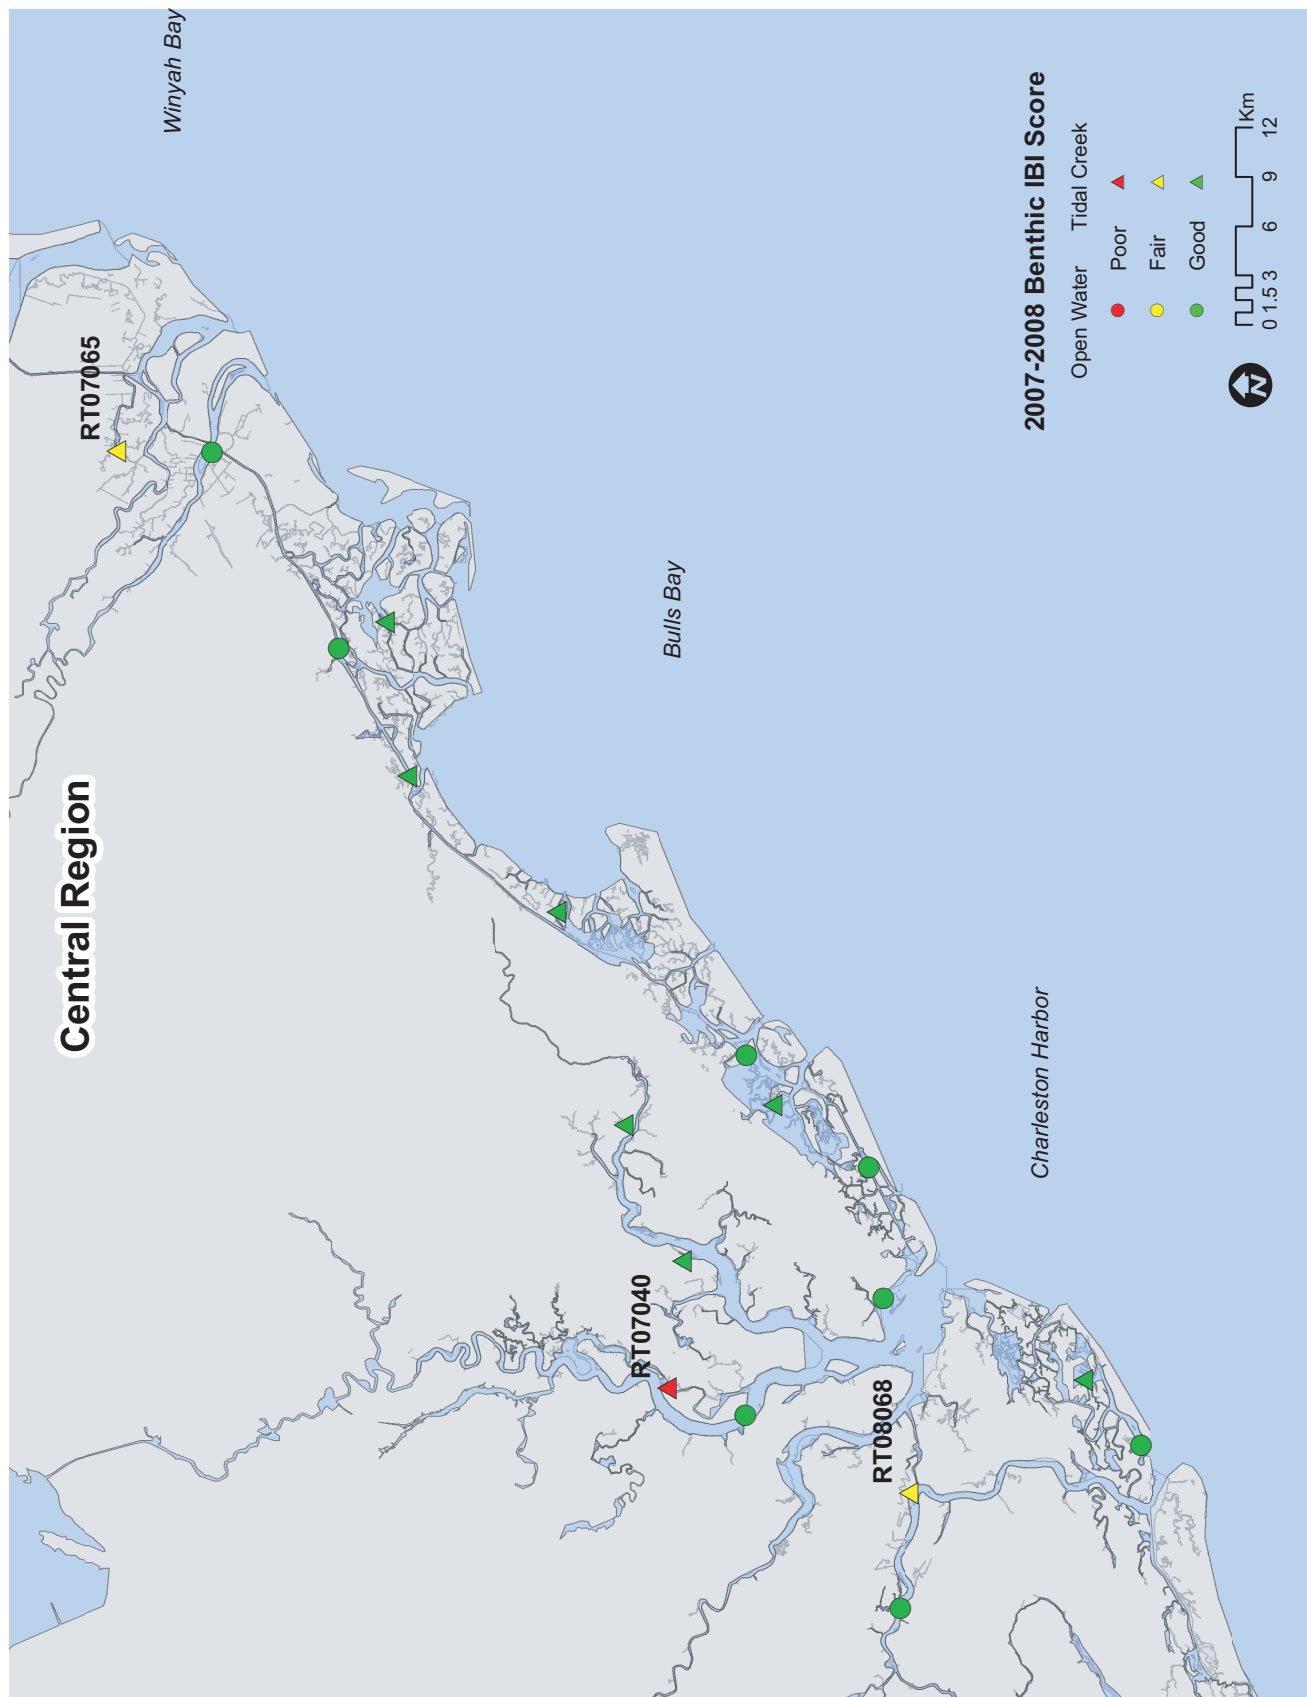 Central Region
Winyah Bay
RT07065
Bulls Bay
RT07040
Charleston Harbor
RT08068
2007-2008 Benthic IBI Score
Open Water Tidal Creek
Poor
Fair
Good
N
0 1.5 3 6 9 12
Km